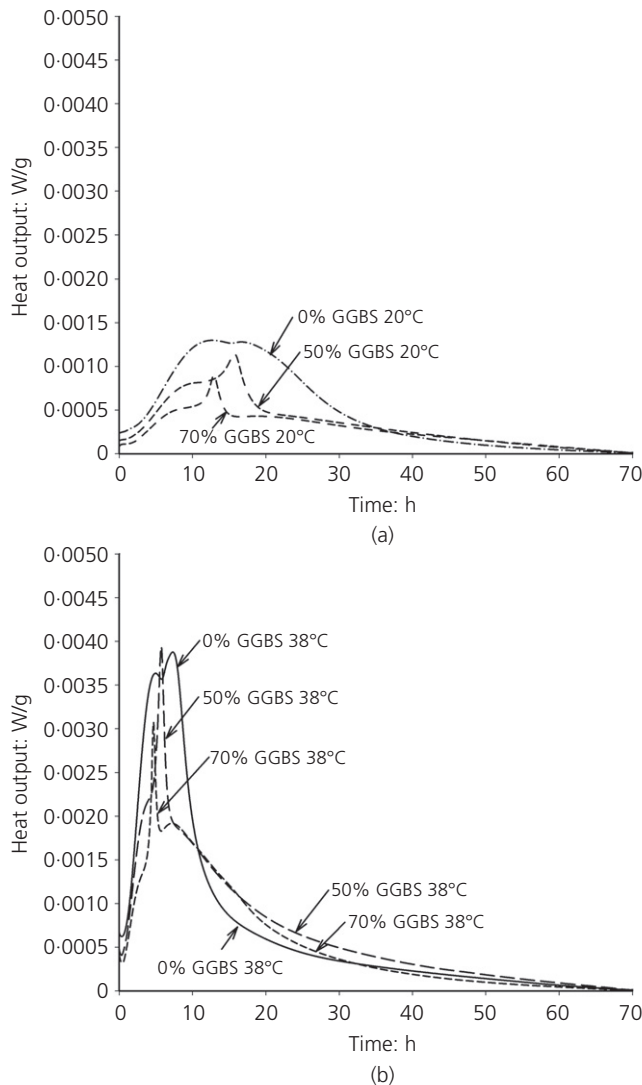 0·0050
0·0045
0·0040
0·0035
0·0030
0·0025
0·0020
0·0015
0·0010
0·0005
0
Heat output: W/g
0% GGBS 20°C
50% GGBS 20°C
70% GGBS 20°C
0 10 20 30 40 50 60 70
Time: h
(a)
0·0050
0·0045
0·0040
0·0035
0·0030
0·0025
0·0020
0·0015
0·0010
0·0005
0
Heat output: W/g
0% GGBS 38°C
50% GGBS 38°C
70% GGBS 38°C
50% GGBS 38°C
70% GGBS 38°C
0% GGBS 38°C
0 10 20 30 40 50 60 70
Time: h
(b)